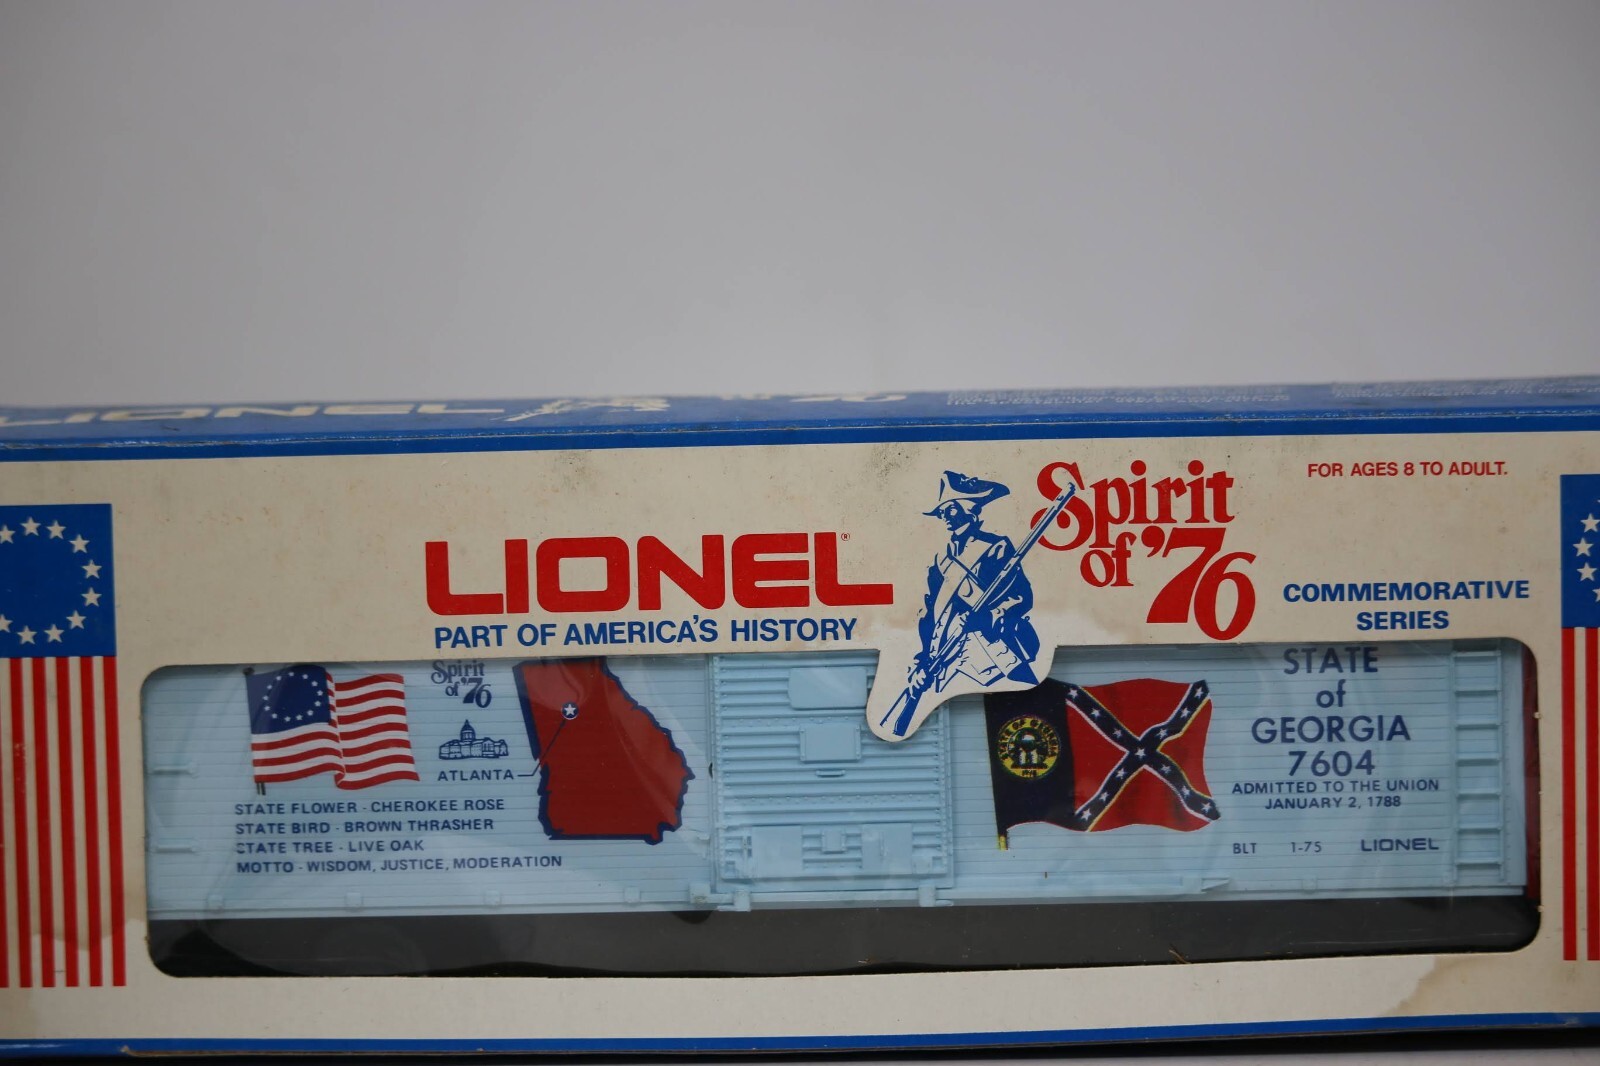 LIONEL
FOR AGES 8 TO ADULT.
Spirit
of '76
LIONEL®
PART OF AMERICA'S HISTORY
COMMEMORATIVE
SERIES
Spirit
of '76
ATLANTA
STATE FLOWER - CHEROKEE ROSE
STATE BIRD - BROWN THRASHER
STATE TREE - LIVE OAK
MOTTO - WISDOM, JUSTICE, MODERATION
STATE
of
GEORGIA
7604
ADMITTED TO THE UNION
JANUARY 2, 1788
BLT 1-75 LIONEL